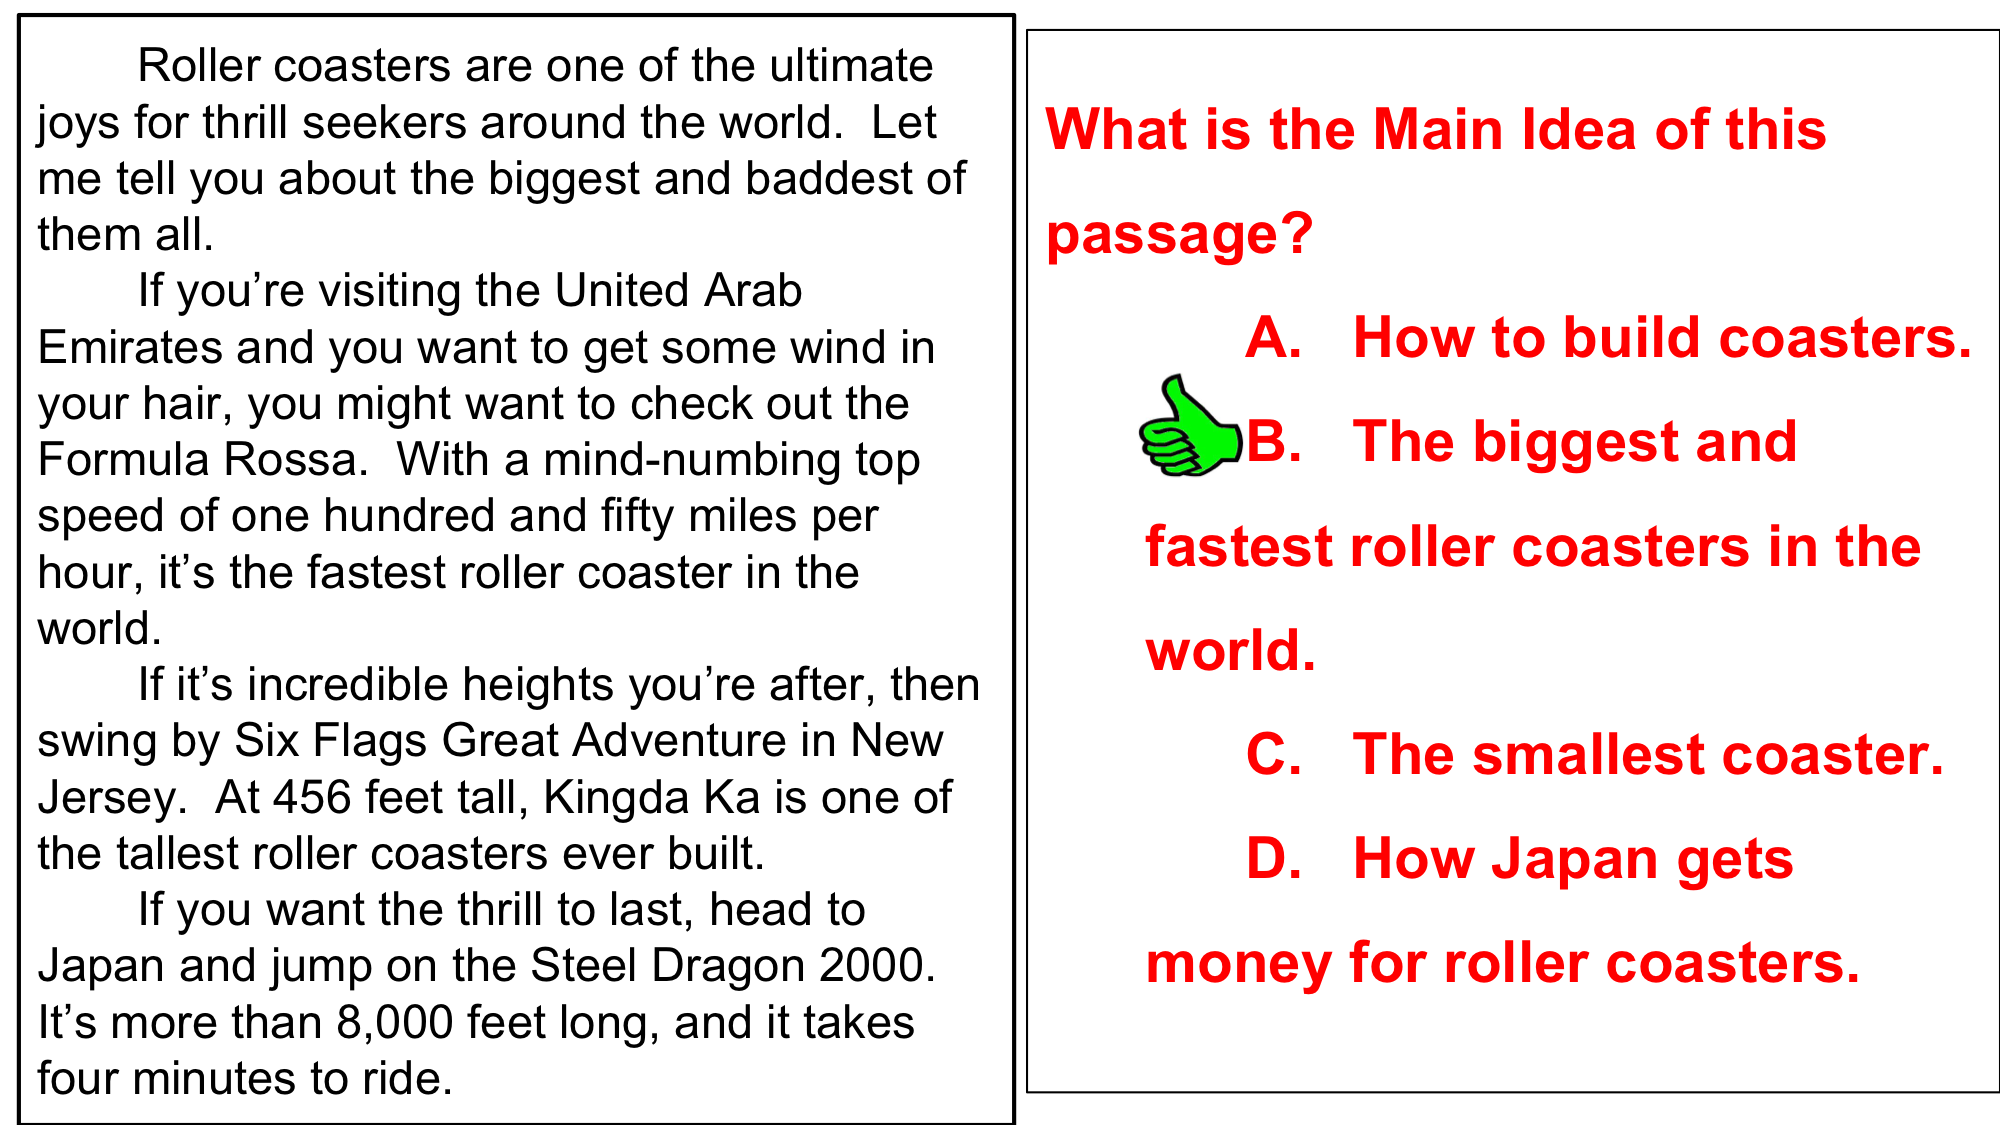 Roller coasters are one of the ultimate
joys for thrill seekers around the world.  Let
me tell you about the biggest and baddest of
them all.
If you’re visiting the United Arab
Emirates and you want to get some wind in
your hair, you might want to check out the
Formula Rossa.  With a mind-numbing top
speed of one hundred and fifty miles per
hour, it’s the fastest roller coaster in the
world.
If it’s incredible heights you’re after, then
swing by Six Flags Great Adventure in New
Jersey.  At 456 feet tall, Kingda Ka is one of
the tallest roller coasters ever built.
If you want the thrill to last, head to
Japan and jump on the Steel Dragon 2000.
It’s more than 8,000 feet long, and it takes
four minutes to ride.
What is the Main Idea of this
passage?
A.  How to build coasters.
B.  The biggest and
fastest roller coasters in the
world.
C.  The smallest coaster.
D.  How Japan gets
money for roller coasters.